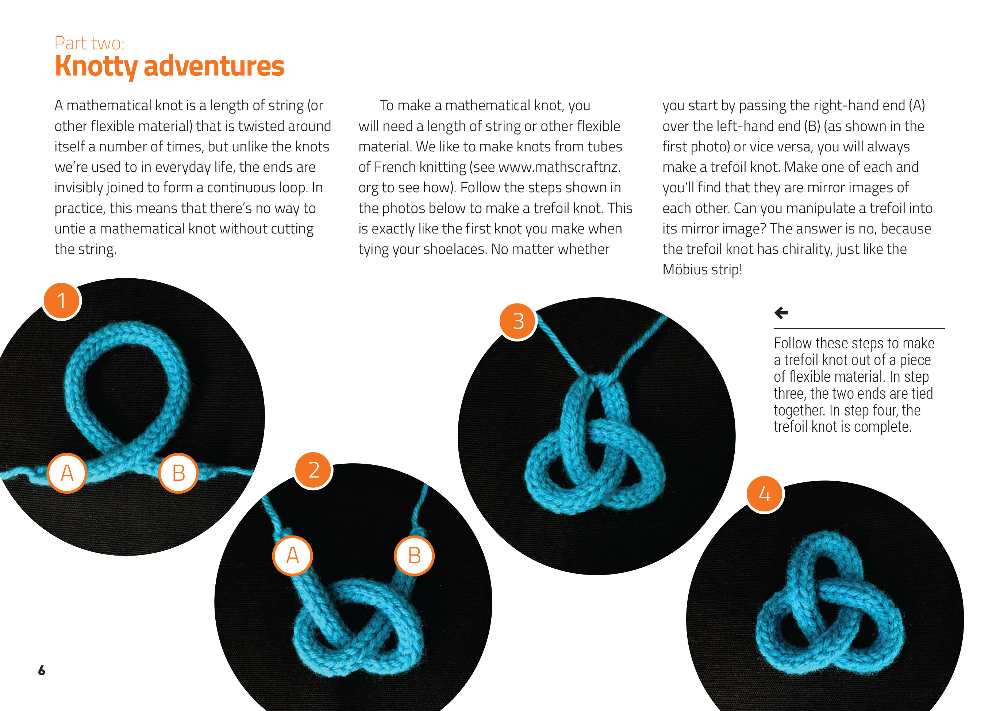 Part two:
Knotty adventures
A mathematical knot is a length of string (or
other flexible material) that is twisted around
itself a number of times, but unlike the knots
we’re used to in everyday life, the ends are
invisibly joined to form a continuous loop. In
practice, this means that there’s no way to
untie a mathematical knot without cutting
the string.
To make a mathematical knot, you
will need a length of string or other flexible
material. We like to make knots from tubes
of French knitting (see www.mathscraftnz.
org to see how). Follow the steps shown in
the photos below to make a trefoil knot. This
is exactly like the first knot you make when
tying your shoelaces. No matter whether
you start by passing the right-hand end (A)
over the left-hand end (B) (as shown in the
first photo) or vice versa, you will always
make a trefoil knot. Make one of each and
you’ll find that they are mirror images of
each other. Can you manipulate a trefoil into
its mirror image? The answer is no, because
the trefoil knot has chirality, just like the
Möbius strip!
1
A
B
2
A
B
3
4
Follow these steps to make
a trefoil knot out of a piece
of flexible material. In step
three, the two ends are tied
together. In step four, the
trefoil knot is complete.
6